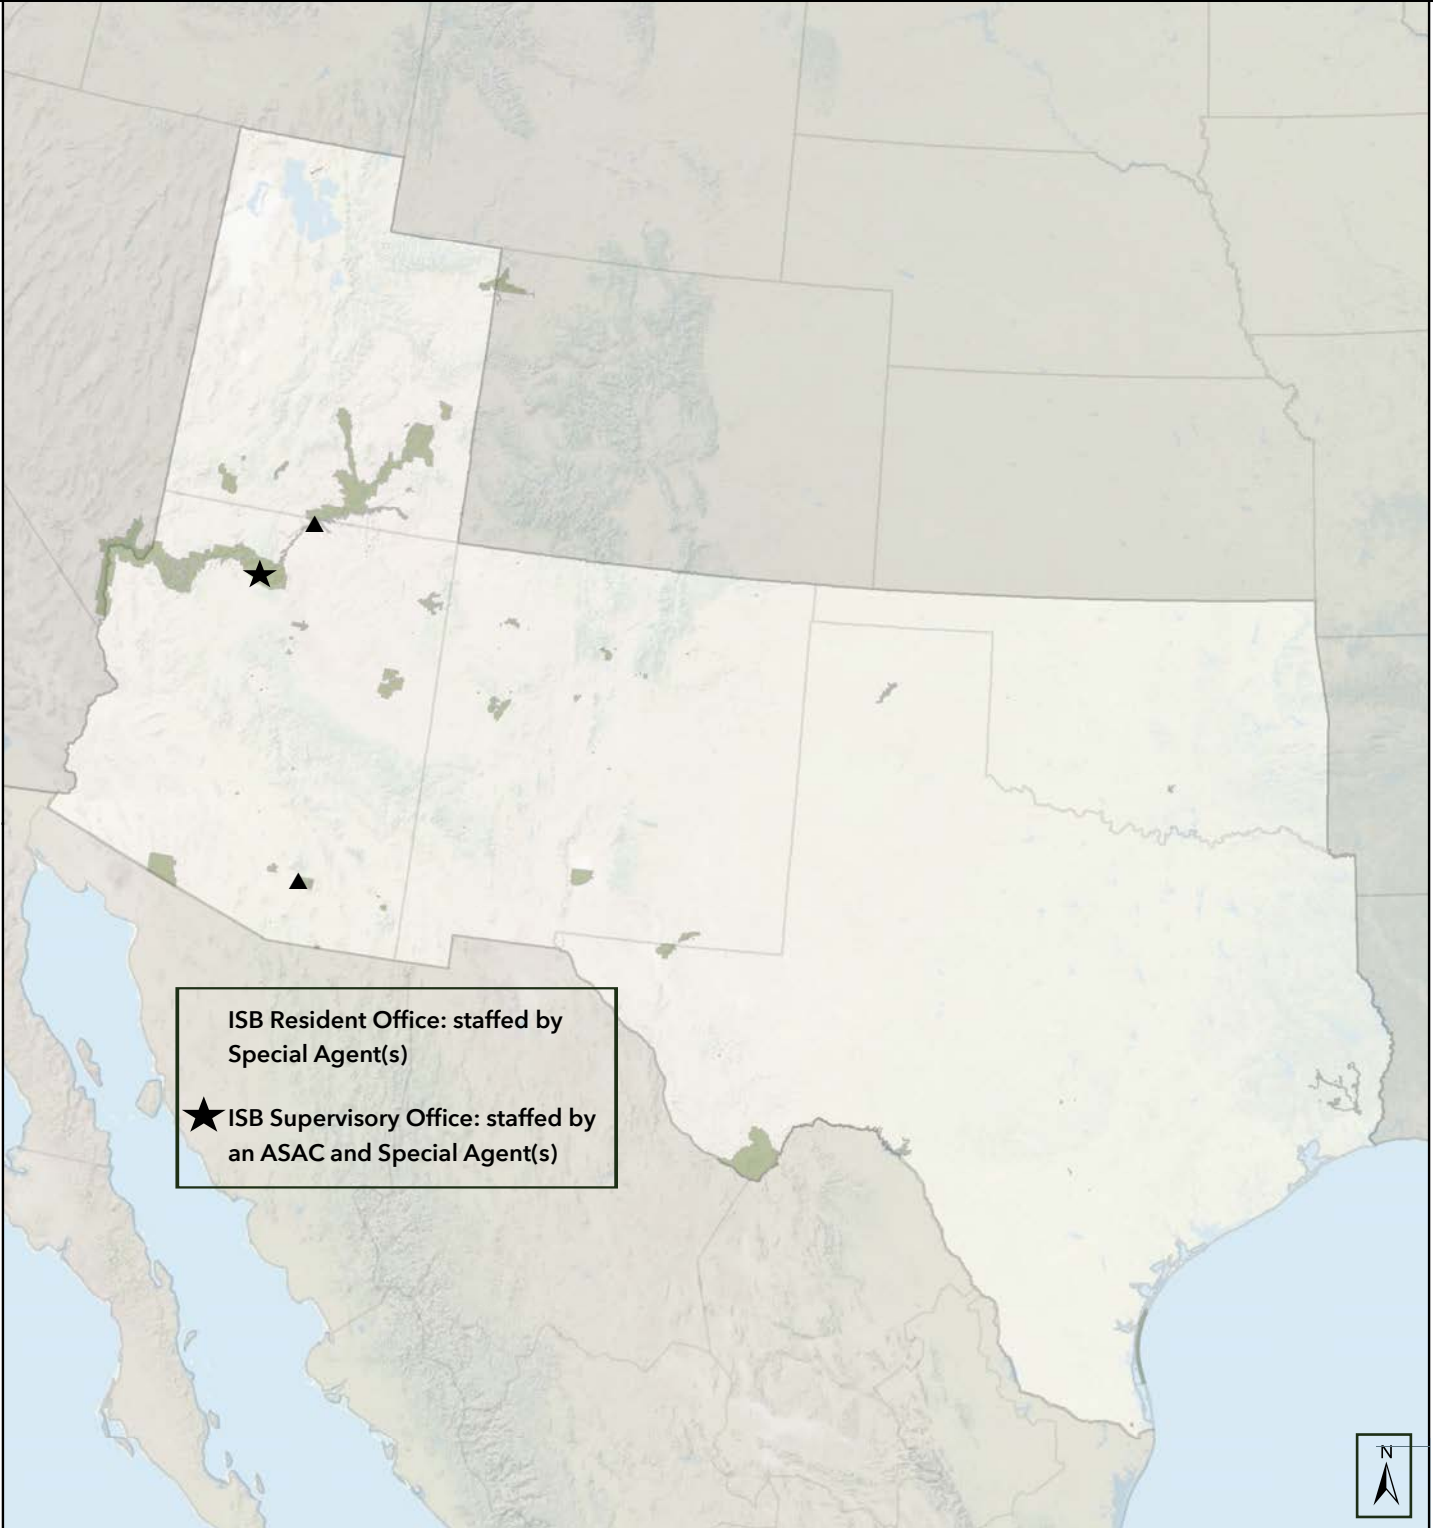 ISB Resident Office: staffed by
Special Agent(s)
ISB Supervisory Office: staffed by
an ASAC and Special Agent(s)
N